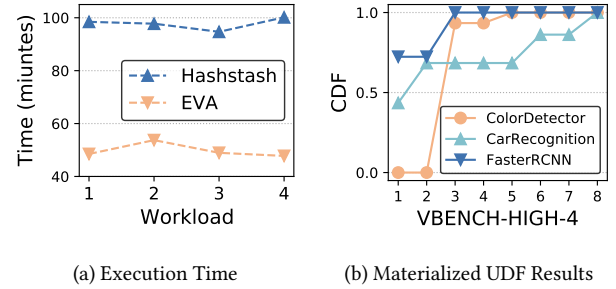 100
80
60
40
Time (miuntes)
Hashstash
EVA
1 2 3 4
Workload
(a) Execution Time
1.0
0.5
0.0
CDF
ColorDetector
CarRecognition
FasterRCNN
1 2 3 4 5 6 7 8
VBENCH-HIGH-4
(b) Materialized UDF Results